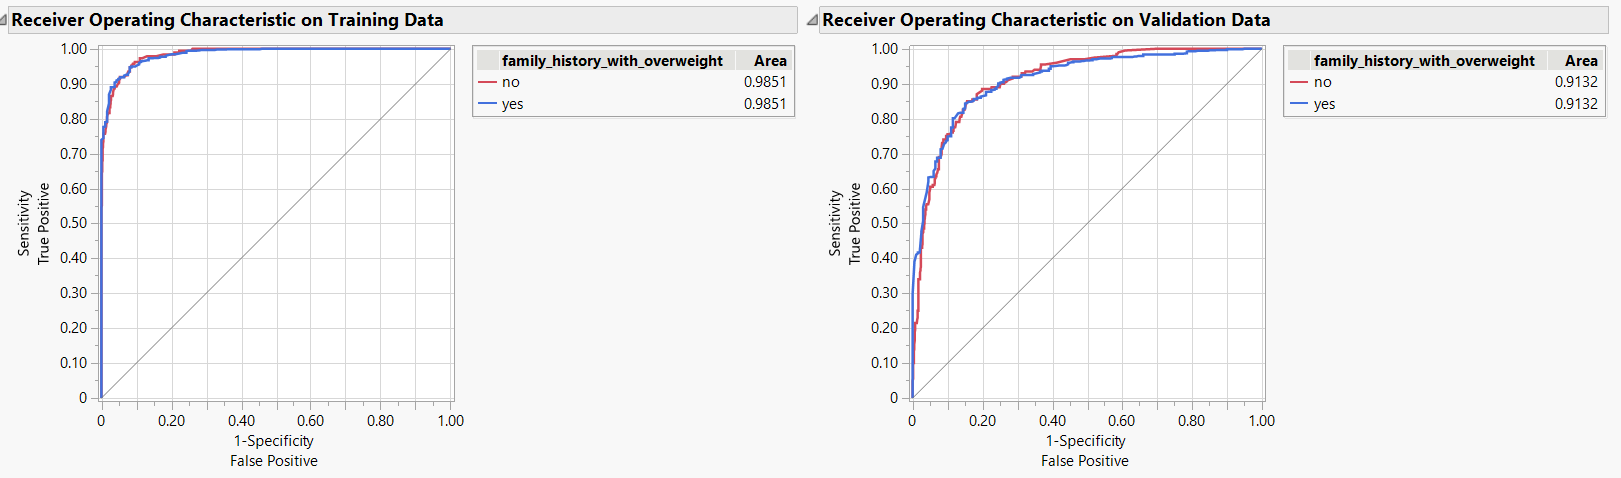 Receiver Operating Characteristic on Training Data
1.00
0.90
0.80
0.70
0.60
0.50
0.40
0.30
0.20
0.10
0
Sensitivity
True Positive
0 0.20 0.40 0.60 0.80 1.00
1-Specificity
False Positive
family_history_with_overweight Area
no 0.9851
yes 0.9851
Receiver Operating Characteristic on Validation Data
1.00
0.90
0.80
0.70
0.60
0.50
0.40
0.30
0.20
0.10
0
Sensitivity
True Positive
0 0.20 0.40 0.60 0.80 1.00
1-Specificity
False Positive
family_history_with_overweight Area
no 0.9132
yes 0.9132